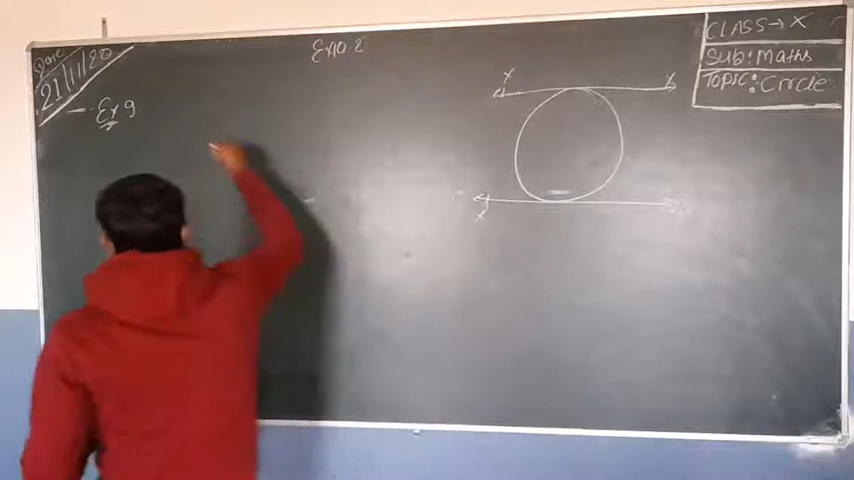 Date
21/11/20
Ex 9
Ex10.2
CLASS→ X
Sub: Maths
Topic: Circle
X
X
X